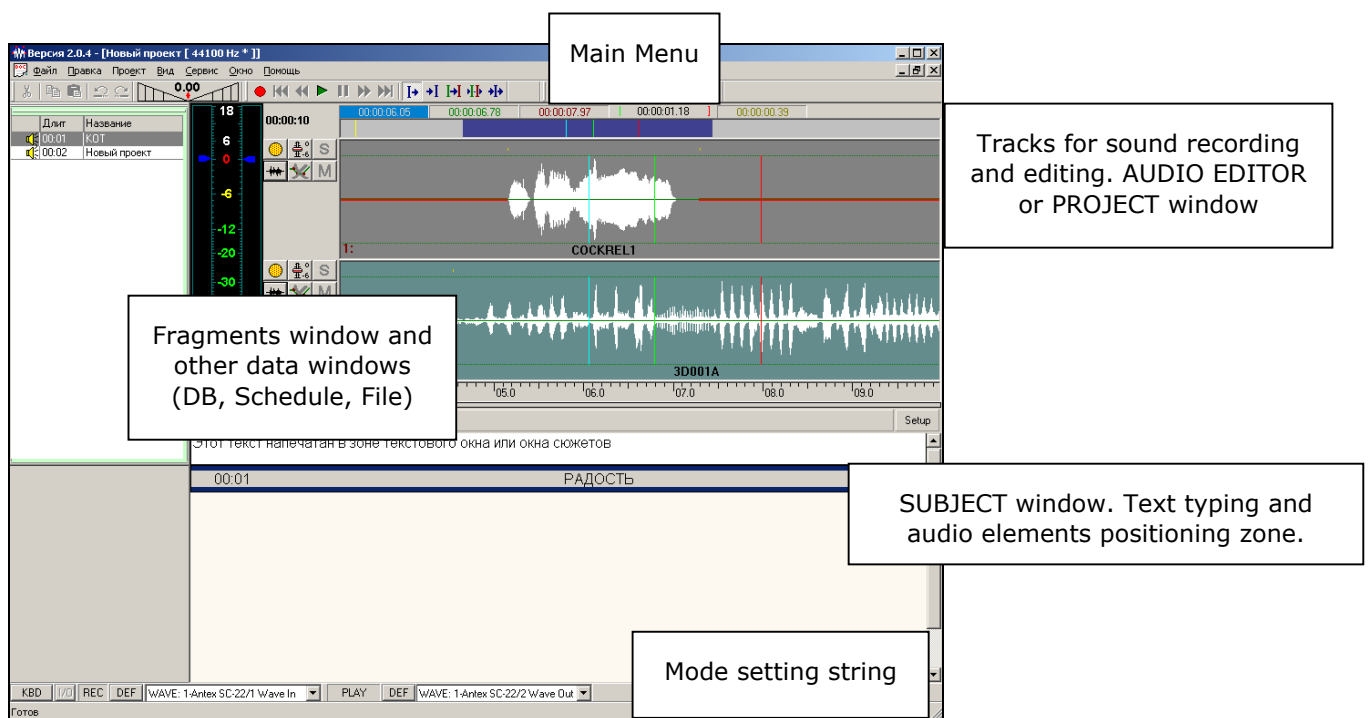 Main Menu
Версия 2.0.4 - [Новый проект [ 44100 Hz * ]]
Файл Правка Проект Вид Сервис Окно Помощь
0.00
Длит Название
00:01 КОТ
00:02 Новый проект
18
6
0
-6
-12
-20
-30
00:00:10
00:00:06.05 00:00:06.78 00:00:07.97 [ 00:00:01.18 ] 00:00:00.39
S
M
1: COCKREL1
S
M
3D001A
05.0 06.0 07.0 08.0 09.0
Tracks for sound recording
and editing. AUDIO EDITOR
or PROJECT window
Fragments window and
other data windows
(DB, Schedule, File)
Setup
Этот текст напечатан в зоне текстового окна или окна сюжетов
00:01 РАДОСТЬ
SUBJECT window. Text typing and
audio elements positioning zone.
Mode setting string
KBD I/O REC DEF WAVE: 1-Antex SC-22/1 Wave In PLAY DEF WAVE: 1-Antex SC-22/2 Wave Out
Готов